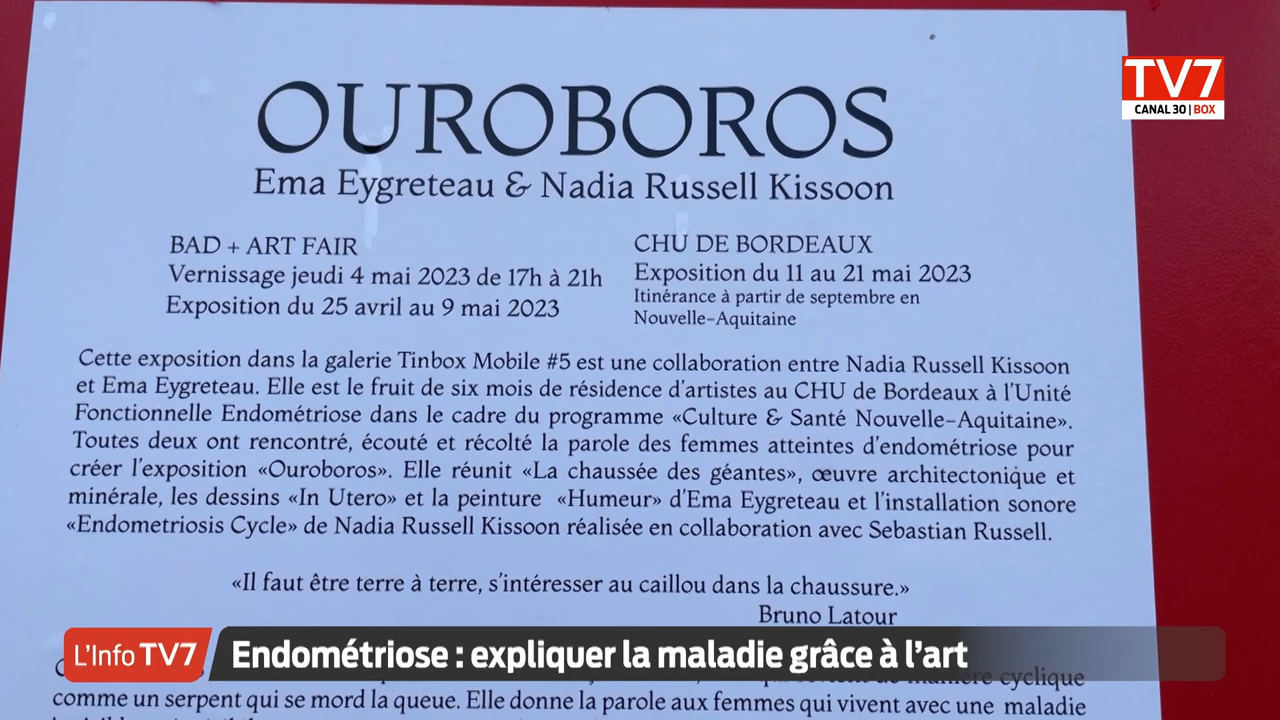 OUROBOROS
Ema Eygreteau & Nadia Russell Kissoon
BAD + ART FAIR
Vernissage jeudi 4 mai 2023 de 17h à 21h
Exposition du 25 avril au 9 mai 2023
CHU DE BORDEAUX
Exposition du 11 au 21 mai 2023
Itinérance à partir de septembre en
Nouvelle-Aquitaine
Cette exposition dans la galerie Tinbox Mobile #5 est une collaboration entre Nadia Russell Kissoon
et Ema Eygreteau. Elle est le fruit de six mois de résidence d'artistes au CHU de Bordeaux à l'Unité
Fonctionnelle Endométriose dans le cadre du programme «Culture & Santé Nouvelle-Aquitaine».
Toutes deux ont rencontré, écouté et récolté la parole des femmes atteintes d'endométriose pour
créer l'exposition «Ouroboros». Elle réunit «La chaussée des géantes», œuvre architectonique et
minérale, les dessins «In Utero» et la peinture «Humeur» d'Ema Eygreteau et l'installation sonore
«Endometriosis Cycle» de Nadia Russell Kissoon réalisée en collaboration avec Sebastian Russell.
«Il faut être terre à terre, s'intéresser au caillou dans la chaussure.»
Bruno Latour
cyclique
comme un serpent qui se mord la queue. Elle donne la parole aux femmes qui vivent avec une maladie
TV7
CANAL 30 | BOX
L'Info TV7
Endométriose : expliquer la maladie grâce à l'art